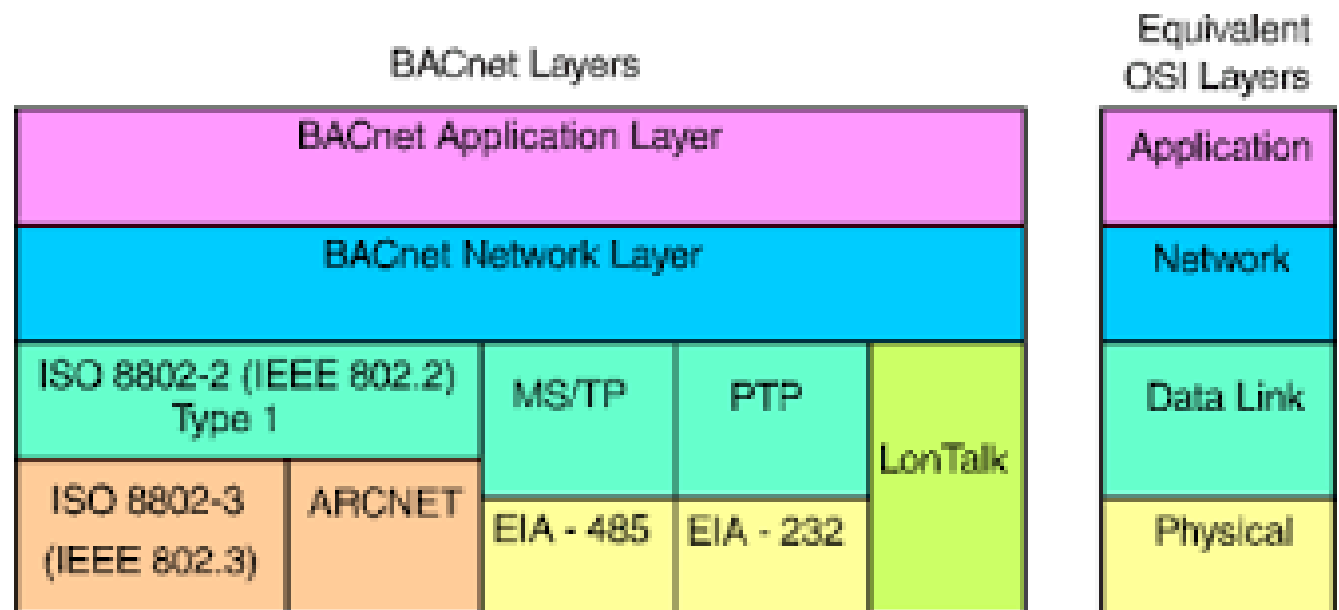 BACnet Layers
Equivalent
OSI Layers
BACnet Application Layer
Application
BACnet Network Layer
Network
ISO 8802-2 (IEEE 802.2)
Type 1
MS/TP
PTP
LonTalk
Data Link
ISO 8802-3
(IEEE 802.3)
ARCNET
EIA - 485
EIA - 232
Physical